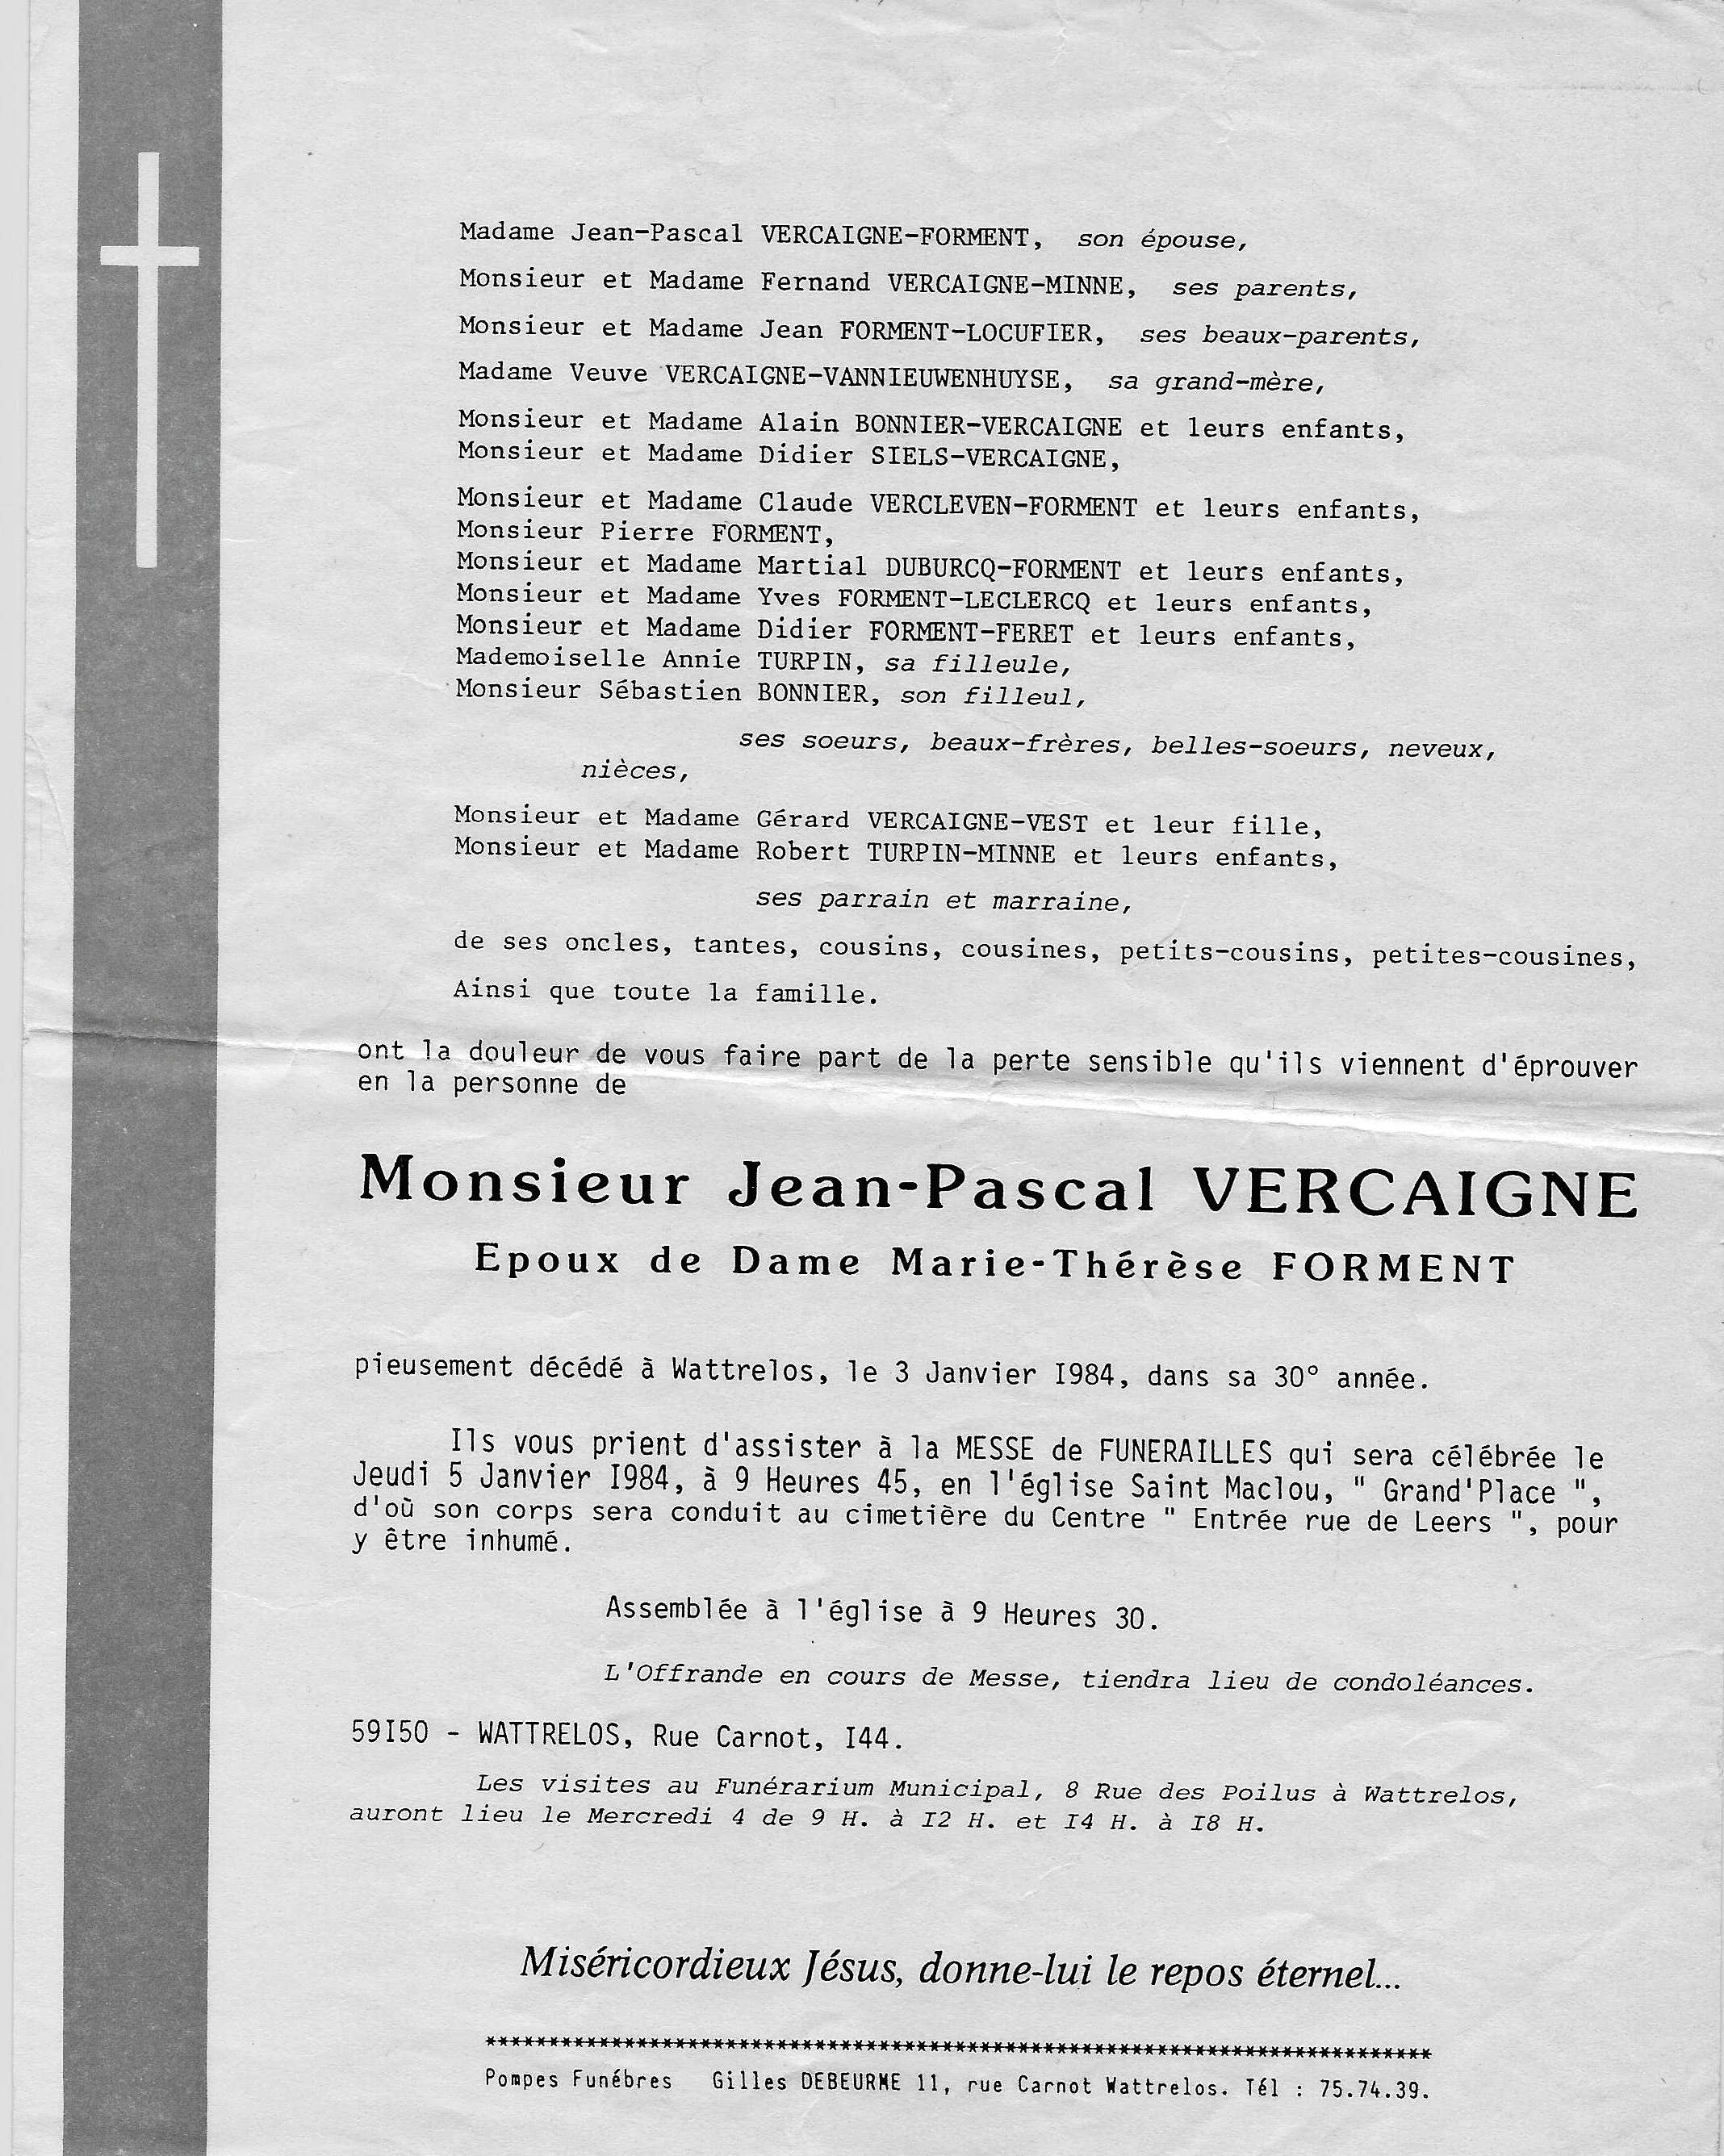 Madame Jean-Pascal VERCAIGNE-FORMENT, son épouse,
Monsieur et Madame Fernand VERCAIGNE-MINNE, ses parents,
Monsieur et Madame Jean FORMENT-LOCUFIER, ses beaux-parents,
Madame Veuve VERCAIGNE-VANNIEUWENHUYSE, sa grand-mère,
Monsieur et Madame Alain BONNIER-VERCAIGNE et leurs enfants,
Monsieur et Madame Didier SIELS-VERCAIGNE,
Monsieur et Madame Claude VERCLEVEN-FORMENT et leurs enfants,
Monsieur Pierre FORMENT,
Monsieur et Madame Martial DUBURCQ-FORMENT et leurs enfants,
Monsieur et Madame Yves FORMENT-LECLERCQ et leurs enfants,
Monsieur et Madame Didier FORMENT-FERET et leurs enfants,
Mademoiselle Annie TURPIN, sa filleule,
Monsieur Sébastien BONNIER, son filleul,
ses soeurs, beaux-frères, belles-soeurs, neveux,
nièces,
Monsieur et Madame Gérard VERCAIGNE-VEST et leur fille,
Monsieur et Madame Robert TURPIN-MINNE et leurs enfants,
ses parrain et marraine,
de ses oncles, tantes, cousins, cousines, petits-cousins, petites-cousines,
Ainsi que toute la famille.
ont la douleur de vous faire part de la perte sensible qu'ils viennent d'éprouver
en la personne de
Monsieur Jean-Pascal VERCAIGNE
Epoux de Dame Marie-Thérèse FORMENT
pieusement décédé à Wattrelos, le 3 Janvier I984, dans sa 30° année.
Ils vous prient d'assister à la MESSE de FUNERAILLES qui sera célébrée le
Jeudi 5 Janvier I984, à 9 Heures 45, en l'église Saint Maclou, " Grand'Place ",
d'où son corps sera conduit au cimetière du Centre " Entrée rue de Leers ", pour
y être inhumé.
Assemblée à l'église à 9 Heures 30.
L'Offrande en cours de Messe, tiendra lieu de condoléances.
59I50 - WATTRELOS, Rue Carnot, I44.
Les visites au Funérarium Municipal, 8 Rue des Poilus à Wattrelos,
auront lieu le Mercredi 4 de 9 H. à I2 H. et I4 H. à I8 H.
Miséricordieux Jésus, donne-lui le repos éternel...
***************************************************************************
Pompes Funébres Gilles DEBEURME 11, rue Carnot Wattrelos. Tél : 75.74.39.